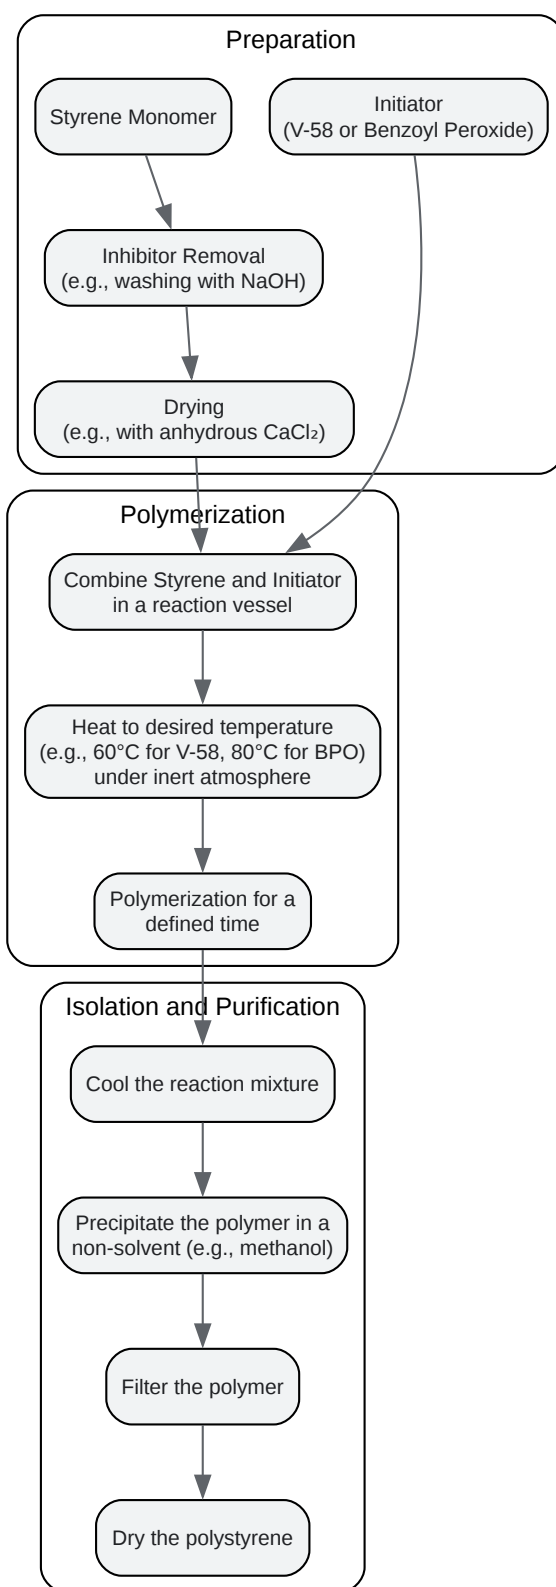 Preparation
Styrene Monomer
Initiator
(V-58 or Benzoyl Peroxide)
Inhibitor Removal
(e.g., washing with NaOH)
Drying
(e.g., with anhydrous CaCl₂)
Polymerization
Combine Styrene and Initiator
in a reaction vessel
Heat to desired temperature
(e.g., 60°C for V-58, 80°C for BPO)
under inert atmosphere
Polymerization for a
defined time
Isolation and Purification
Cool the reaction mixture
Precipitate the polymer in a
non-solvent (e.g., methanol)
Filter the polymer
Dry the polystyrene